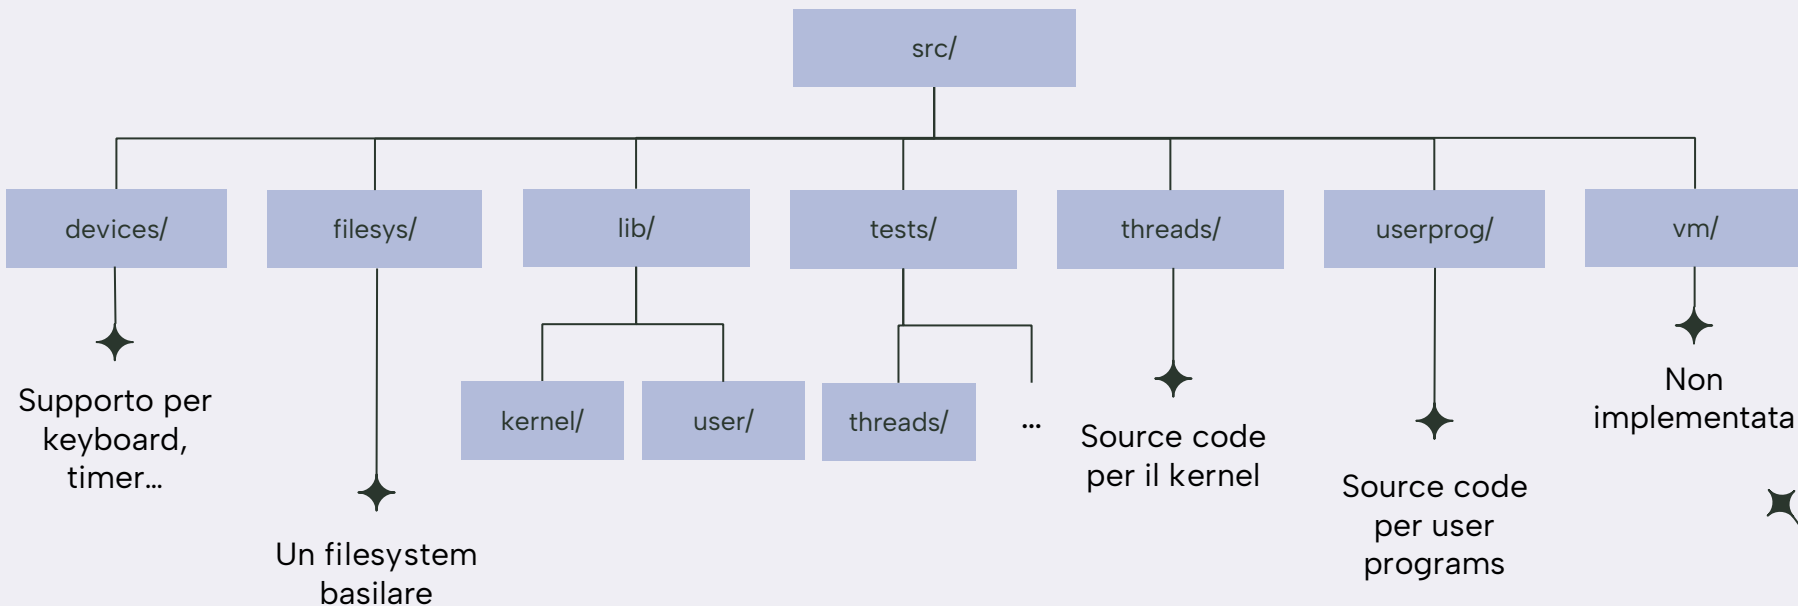 src/
devices/
filesys/
lib/
tests/
threads/
userprog/
vm/
kernel/
user/
threads/
...
Supporto per
keyboard,
timer...
Un filesystem
basilare
Source code
per il kernel
Source code
per user
programs
Non
implementata